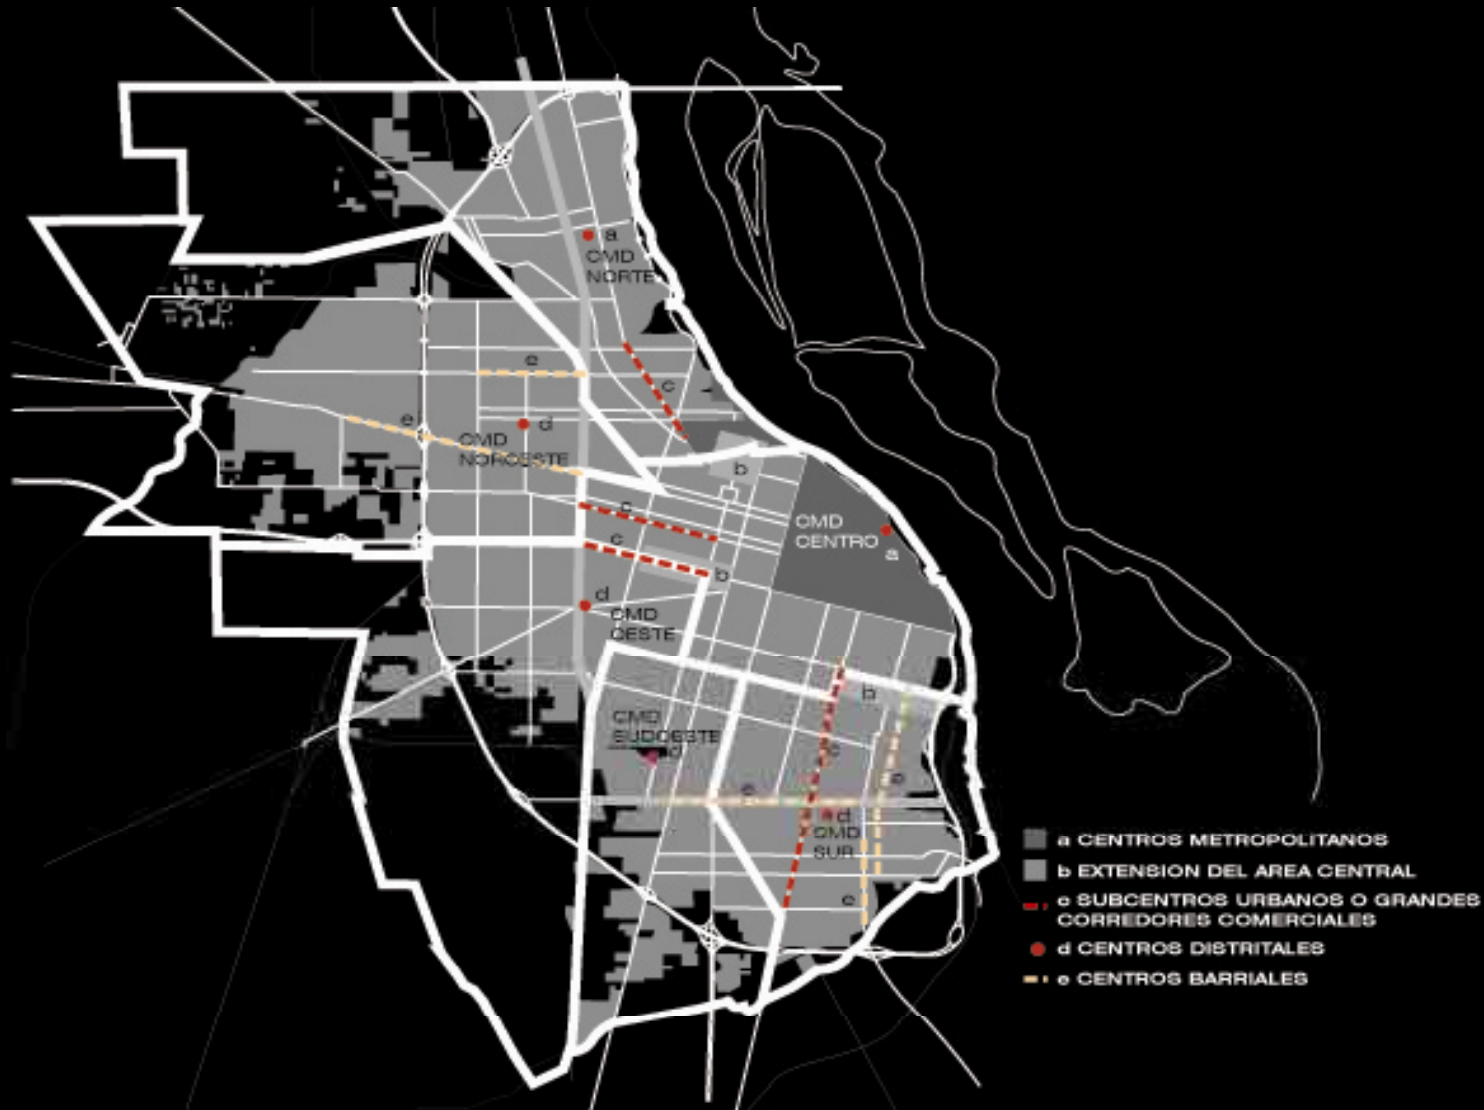 a
CMD
NORTE
c
e
d
e
CMD
NOROESTE
b
c
CMD
CENTRO
a
c
b
d
CMD
OESTE
b
CMD
SUDOESTE
d
c
e
e
d
CMD
SUR
e
a CENTROS METROPOLITANOS
b EXTENSION DEL AREA CENTRAL
c SUBCENTROS URBANOS O GRANDES
CORREDORES COMERCIALES
d CENTROS DISTRITALES
e CENTROS BARRIALES